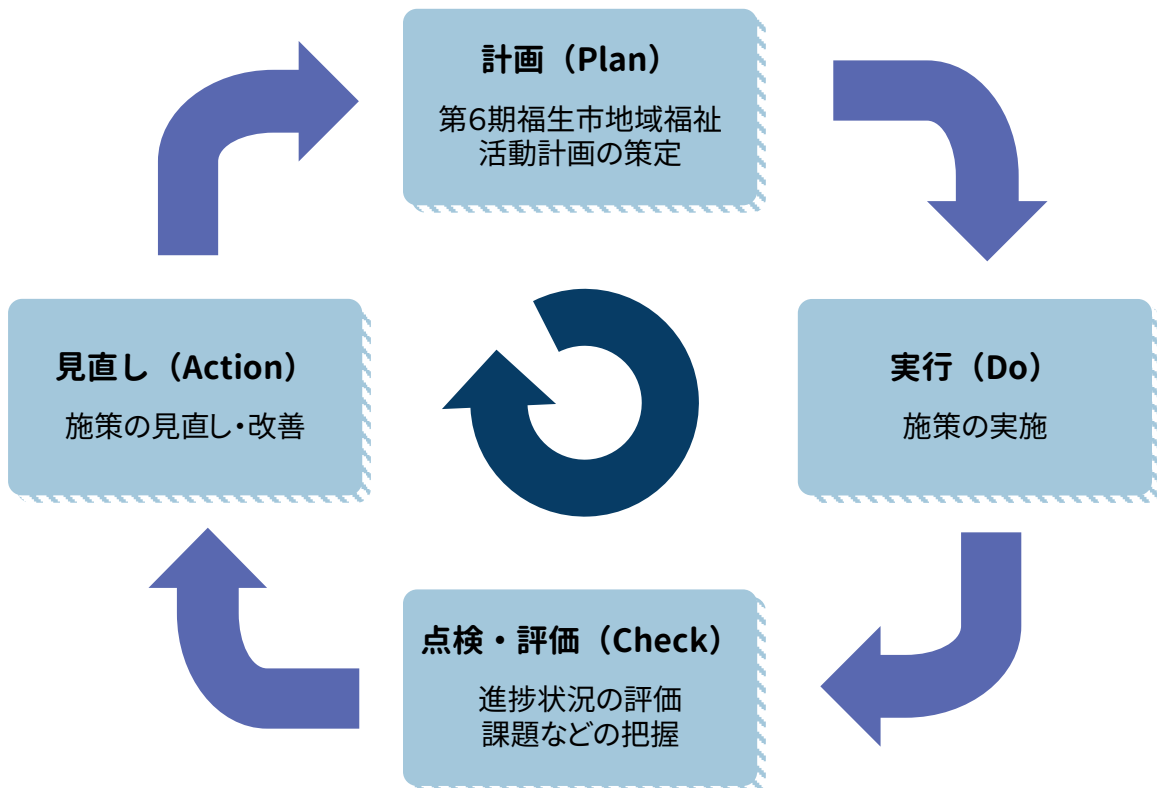 計画（Plan）
第6期福生市地域福祉
活動計画の策定
実行（Do）
施策の実施
点検・評価（Check）
進捗状況の評価
課題などの把握
見直し（Action）
施策の見直し・改善